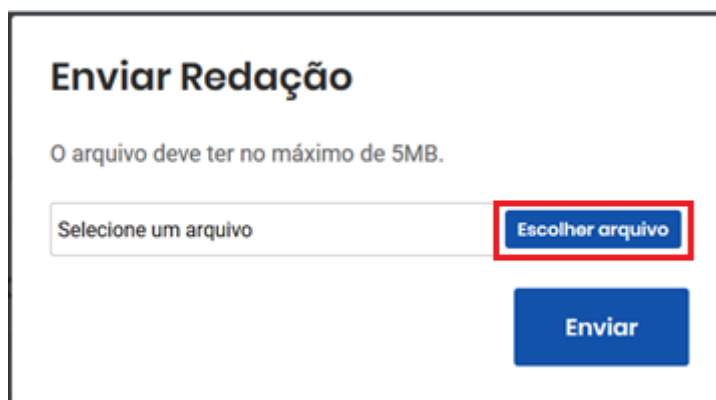 Enviar Redação
O arquivo deve ter no máximo de 5MB.
Selecione um arquivo Escolher arquivo
Enviar